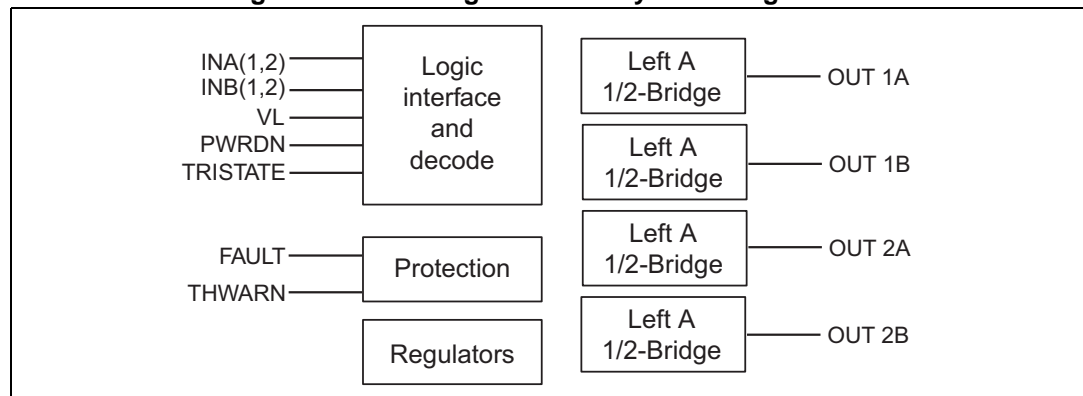 INA(1,2)
INB(1,2)
VL
PWRDN
TRISTATE
Logic
interface
and
decode
FAULT
THWARN
Protection
Regulators
Left A
1/2-Bridge
OUT 1A
Left A
1/2-Bridge
OUT 1B
Left A
1/2-Bridge
OUT 2A
Left A
1/2-Bridge
OUT 2B